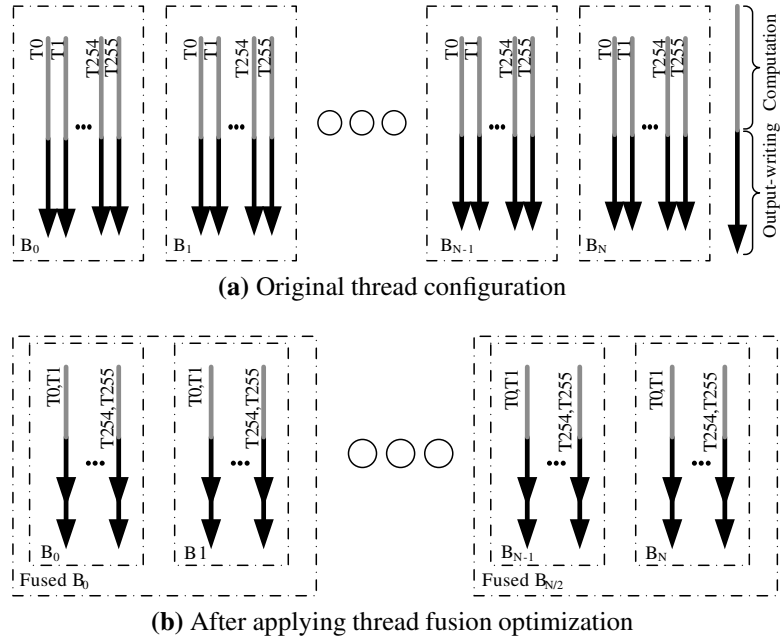 T0 T1 T254 T255 T0 T1 T254 T255 T0 T1 T254 T255 T0 T1 T254 T255
... ... ... ...
Computation
Output-writing
B0 B1 BN-1 BN
(a) Original thread configuration
T0,T1 T254,T255 T0,T1 T254,T255 T0,T1 T254,T255 T0,T1 T254,T255
... ... ... ...
B0 B1 BN-1 BN
Fused B0 Fused BN/2
(b) After applying thread fusion optimization